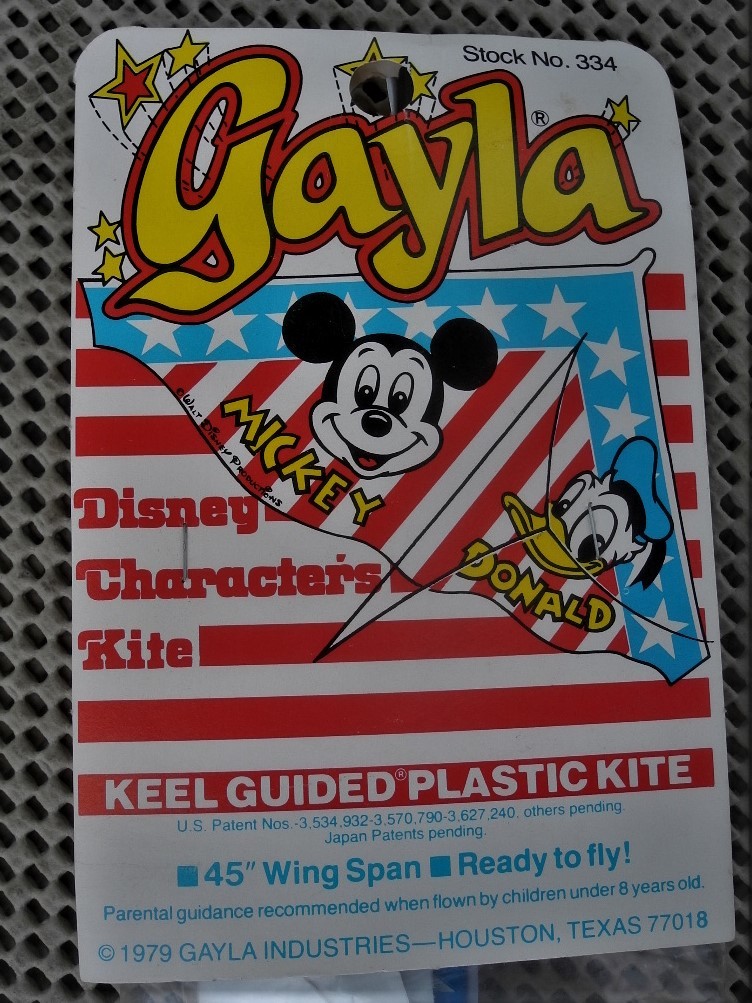 Stock No. 334
Gayla®
© WALT DISNEY PRODUCTIONS
MICKEY
DONALD
Disney
Characters
Kite
KEEL GUIDED® PLASTIC KITE
U.S. Patent Nos.-3,534,932-3,570,790-3,627,240. others pending.
Japan Patents pending.
■ 45" Wing Span ■ Ready to fly!
Parental guidance recommended when flown by children under 8 years old.
© 1979 GAYLA INDUSTRIES—HOUSTON, TEXAS 77018